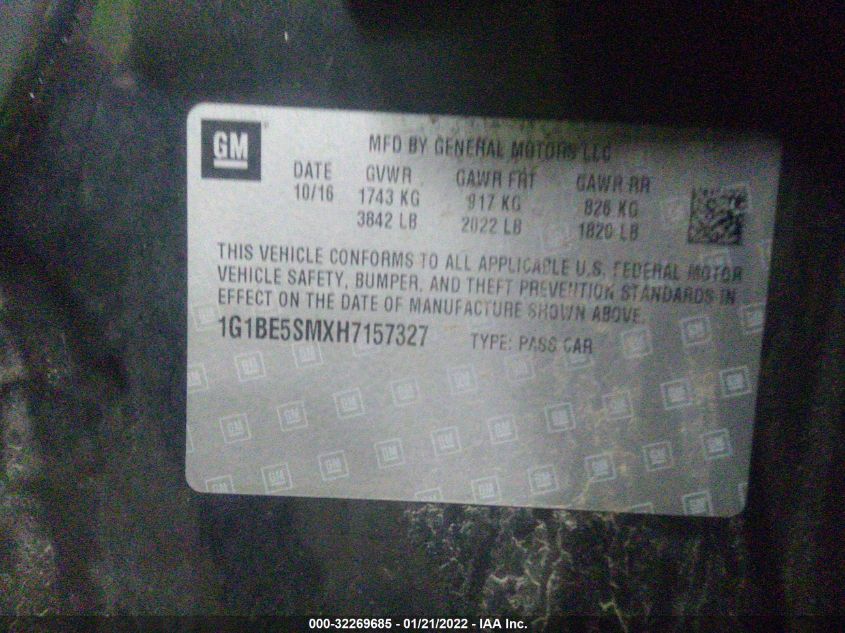 GM
MFD BY GENERAL MOTORS LLC
DATE GVWR GAWR FRT GAWR RR
10/16 1743 KG 917 KG 826 KG
3842 LB 2022 LB 1820 LB
THIS VEHICLE CONFORMS TO ALL APPLICABLE U.S. FEDERAL MOTOR
VEHICLE SAFETY, BUMPER, AND THEFT PREVENTION STANDARDS IN
EFFECT ON THE DATE OF MANUFACTURE SHOWN ABOVE.
1G1BE5SMXH7157327 TYPE: PASS CAR
000-32269685 - 01/21/2022 - IAA Inc.